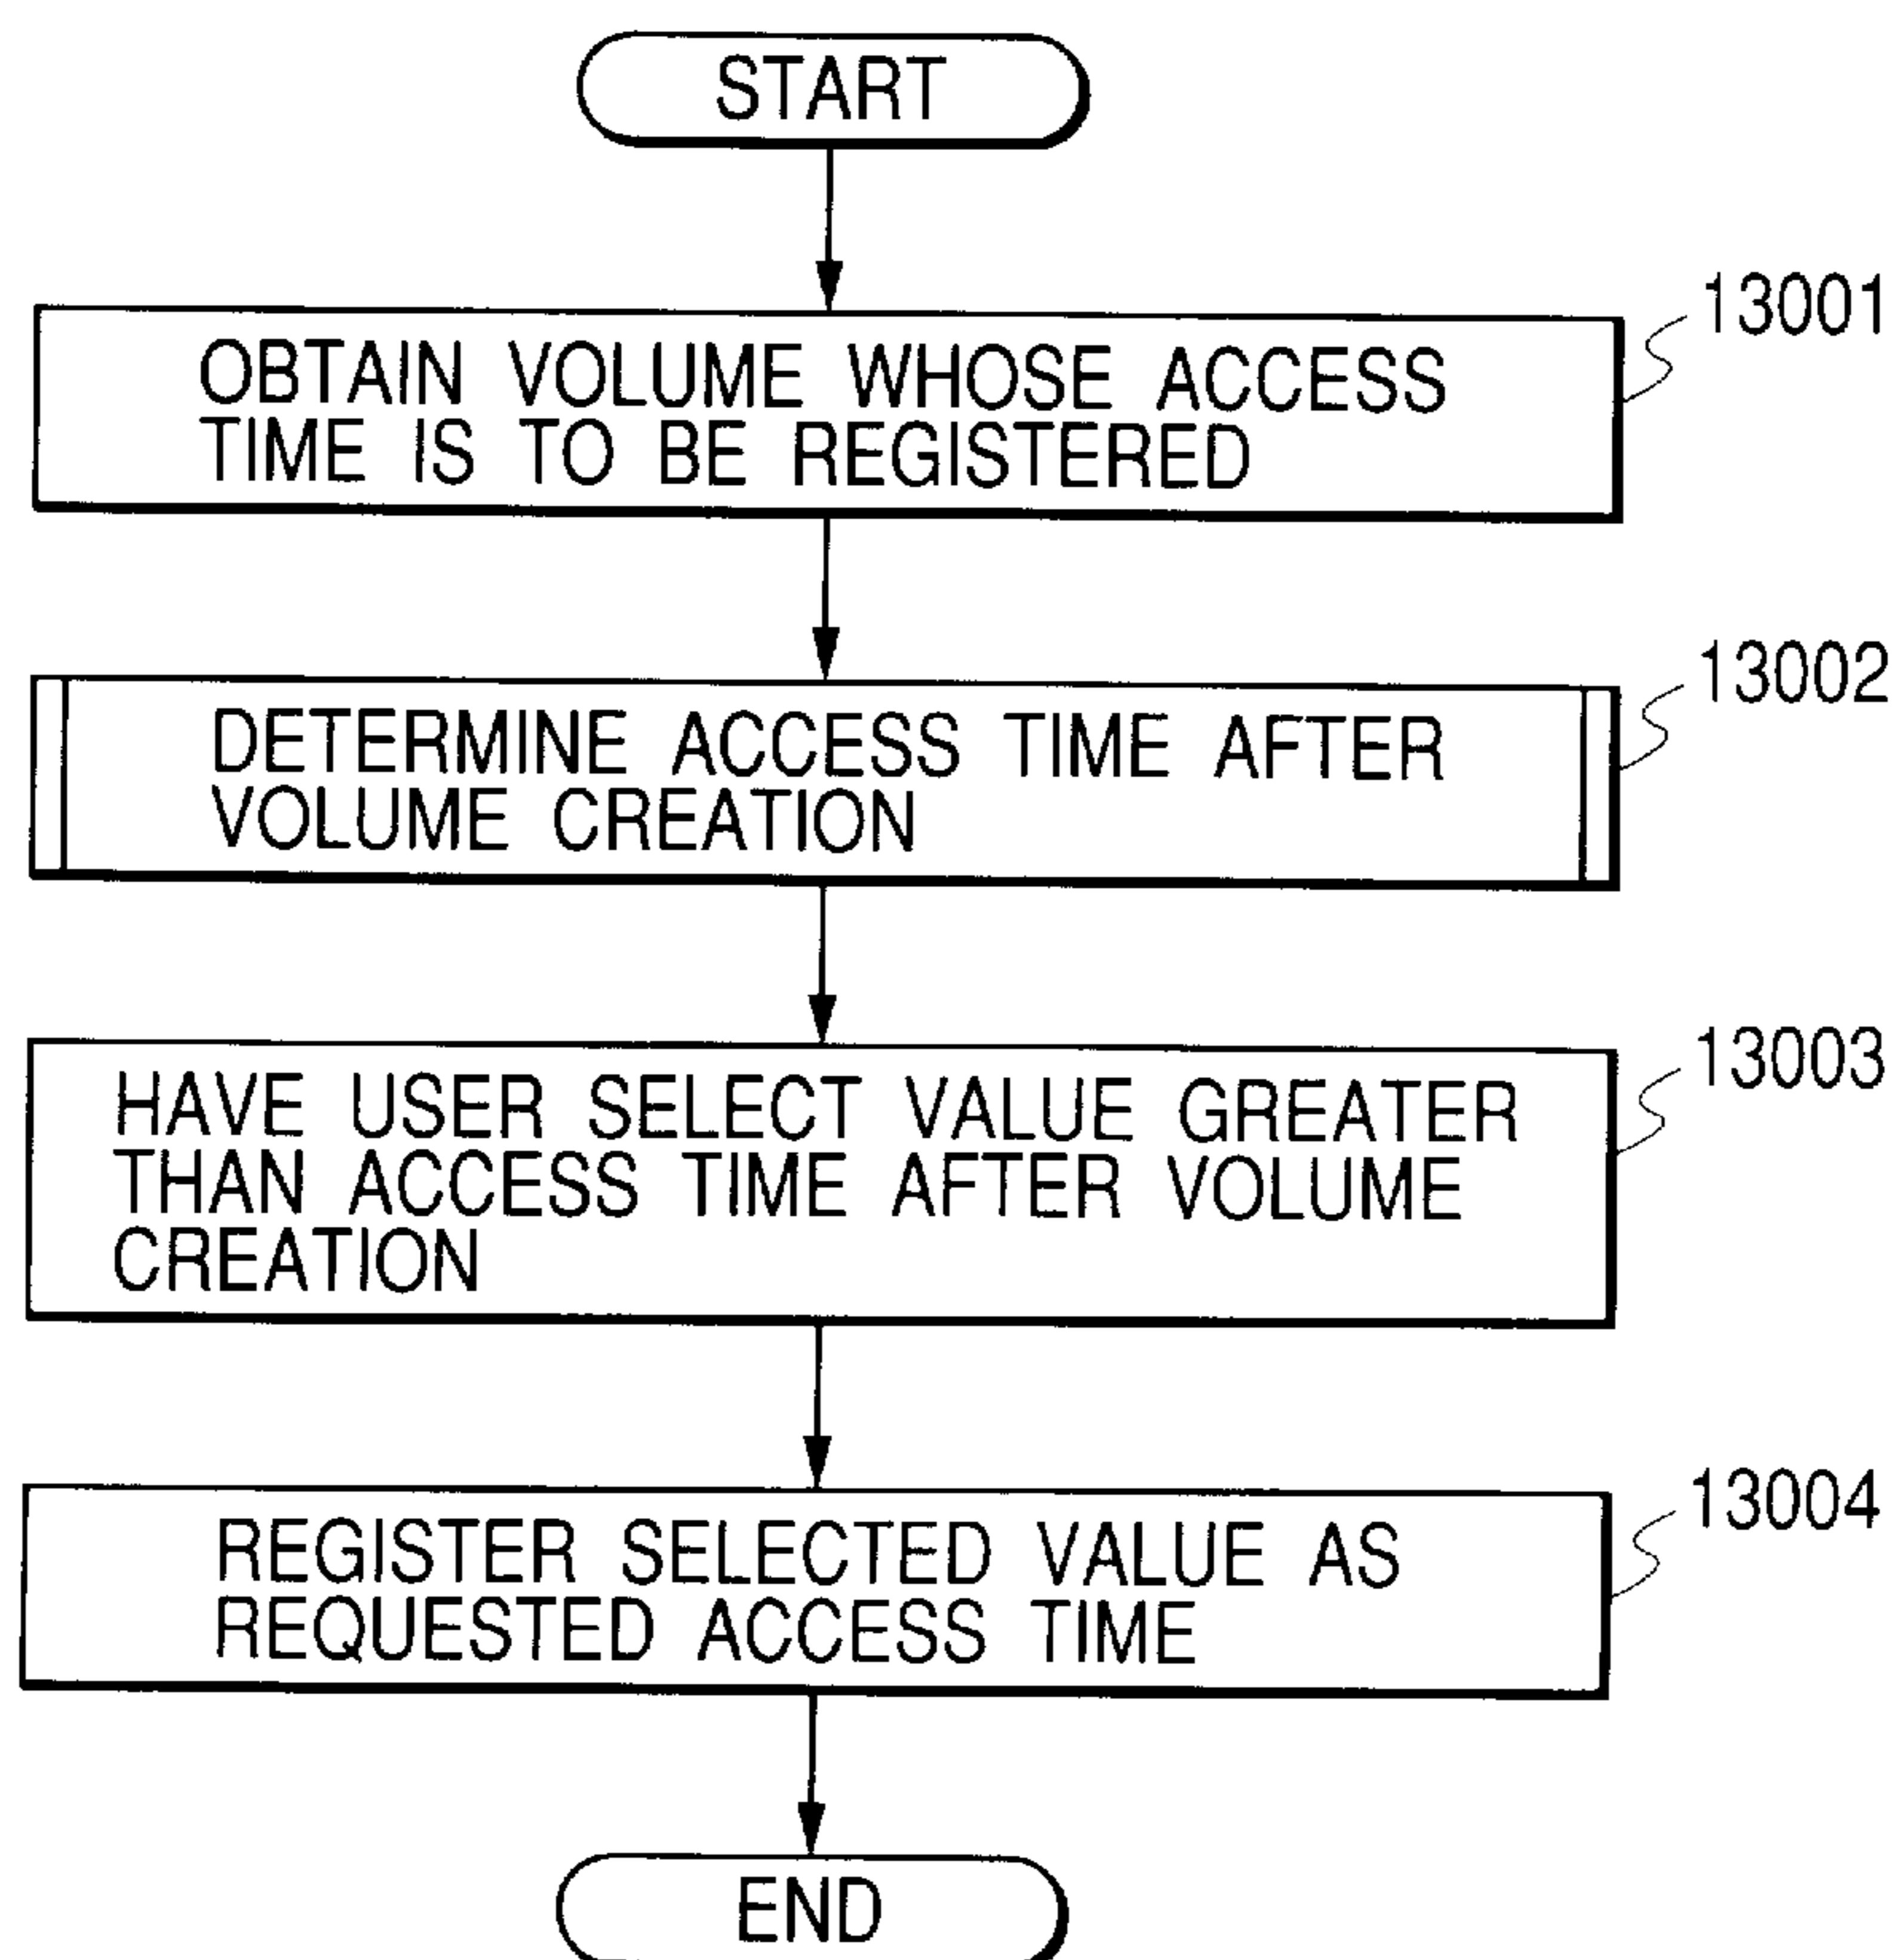 START
13001
OBTAIN VOLUME WHOSE ACCESS
TIME IS TO BE REGISTERED
13002
DETERMINE ACCESS TIME AFTER
VOLUME CREATION
13003
HAVE USER SELECT VALUE GREATER
THAN ACCESS TIME AFTER VOLUME
CREATION
13004
REGISTER SELECTED VALUE AS
REQUESTED ACCESS TIME
END